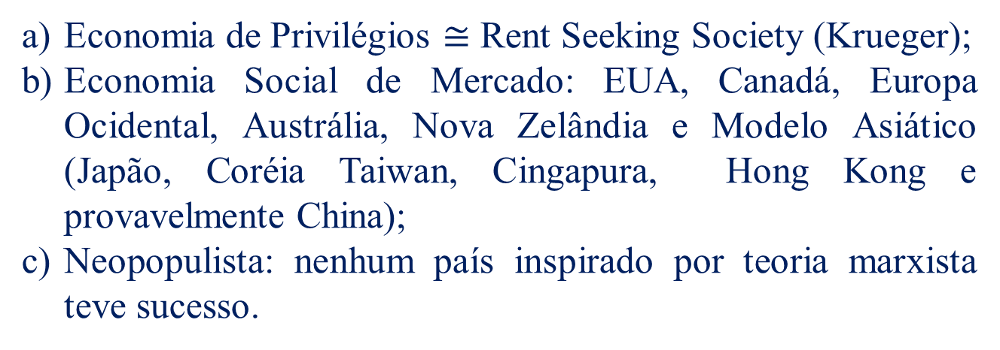 a) Economia de Privilégios ≅ Rent Seeking Society (Krueger);
b) Economia Social de Mercado: EUA, Canadá, Europa
Ocidental, Austrália, Nova Zelândia e Modelo Asiático
(Japão, Coréia Taiwan, Cingapura, Hong Kong e
provavelmente China);
c) Neopopulista: nenhum país inspirado por teoria marxista
teve sucesso.